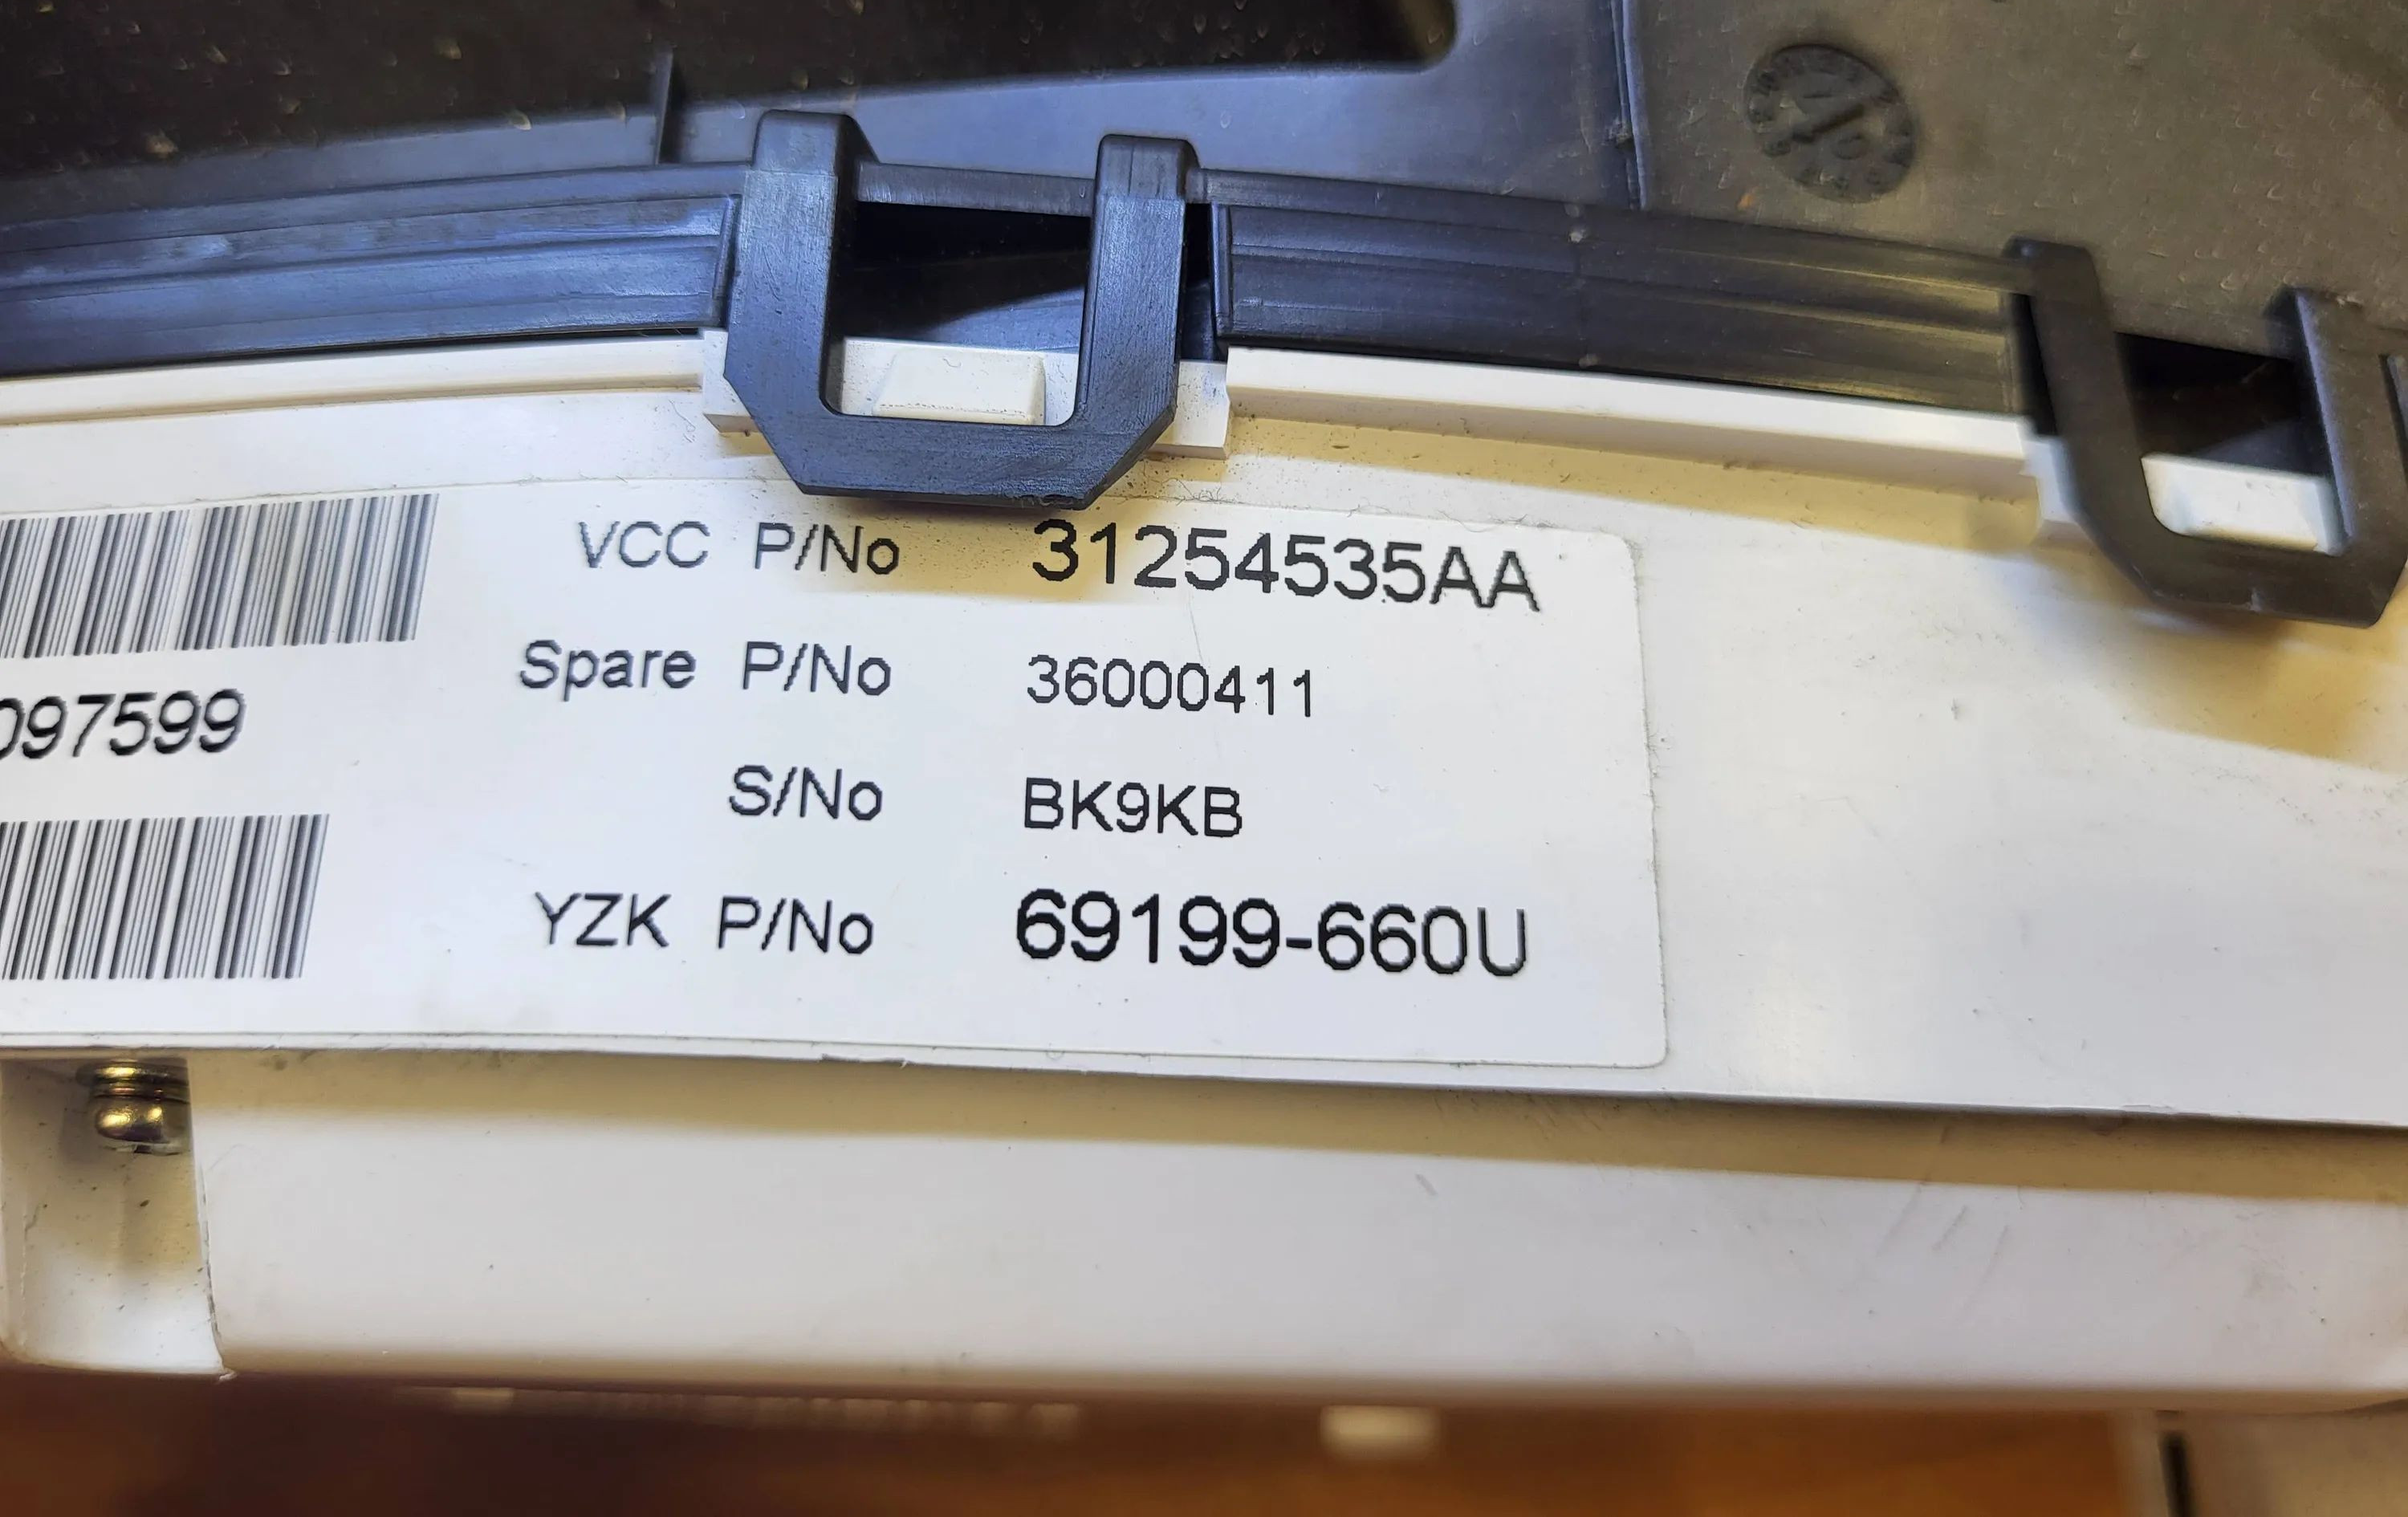 VCC P/No 31254535AA
Spare P/No 36000411
097599
S/No BK9KB
YZK P/No 69199-660U